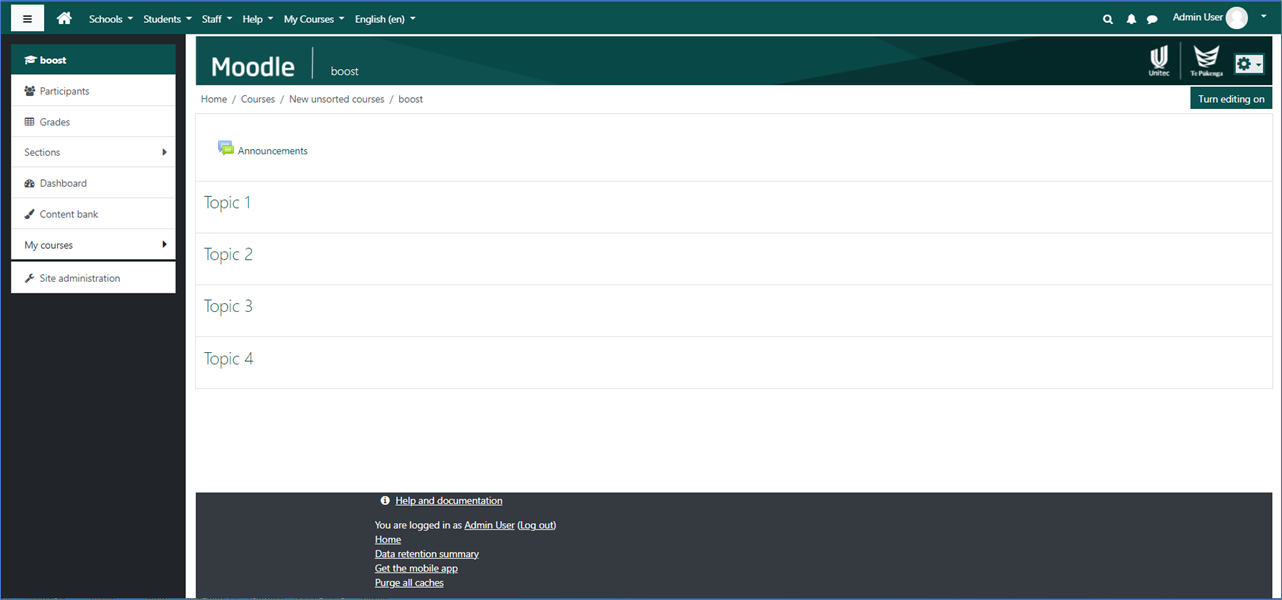 Schools Students Staff Help My Courses English (en) Admin User
boost
Participants
Grades
Sections
Dashboard
Content bank
My courses
Site administration
Moodle boost
Unitec Te Pūkenga
Home / Courses / New unsorted courses / boost
Turn editing on
Announcements
Topic 1
Topic 2
Topic 3
Topic 4
Help and documentation
You are logged in as Admin User (Log out)
Home
Data retention summary
Get the mobile app
Purge all caches